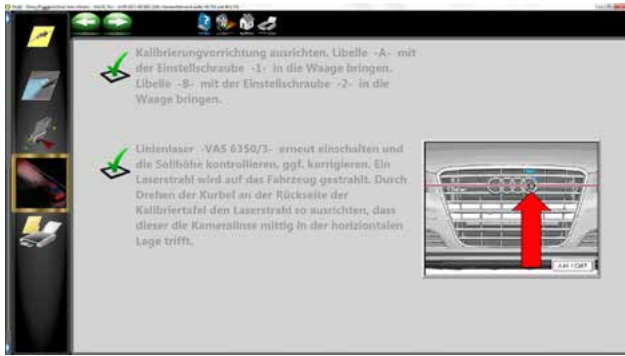 Kalibrierungvorrichtung ausrichten. Libelle -A- mit
der Einstellschraube -1- in die Waage bringen.
Libelle -B- mit der Einstellschraube -2- in die
Waage bringen.
Linienlaser -VAS 6350/3- erneut einschalten und
die Sollhöhe kontrollieren, ggf. korrigieren. Ein
Laserstrahl wird auf das Fahrzeug gestrahlt. Durch
Drehen der Kurbel an der Rückseite der
Kalibriertafel den Laserstrahl so ausrichten, dass
dieser die Kameralinse mittig in der horiziontalen
Lage trifft.